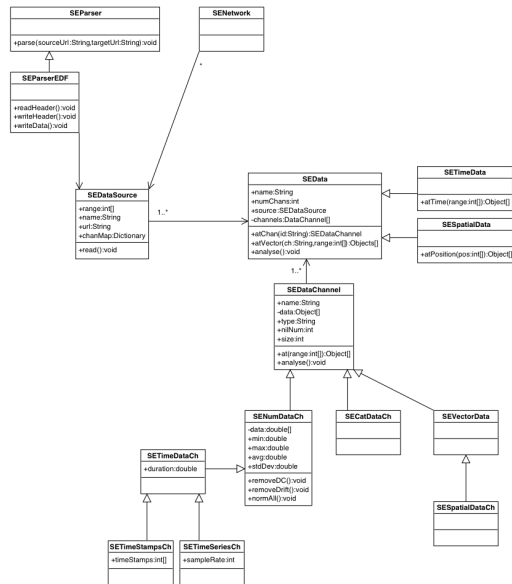 SEParser
+parse(sourceUrl:String,targetUrl:String):void
SENetwork
SEParserEDF
+readHeader():void
+writeHeader():void
+writeData():void
*
SEDataSource
+range:int[]
+name:String
+url:String
+chanMap:Dictionary
+read():void
1..*
SEData
+name:String
+numChans:int
+source:SEDataSource
-channels:DataChannel[]
+atChan(id:String):SEDataChannel
+atVector(ch:String,range:int[]):Objects[]
+analyse():void
SETimeData
+atTime(range:int[]):Object[]
SESpatialData
+atPosition(pos:int[]):Object[]
1..*
SEDataChannel
+name:String
-data:Object[]
+type:String
+nilNum:int
+size:int
+at(range:int[]):Object[]
+analyse():void
SENumDataCh
-data:double[]
+min:double
+max:double
+avg:double
+stdDev:double
+removeDC():void
+removeDrift():void
+normAll():void
SECatDataCh
SEVectorData
SETimeDataCh
+duration:double
SESpatialDataCh
SETimeStampsCh
+timeStamps:int[]
SETimeSeriesCh
+sampleRate:int